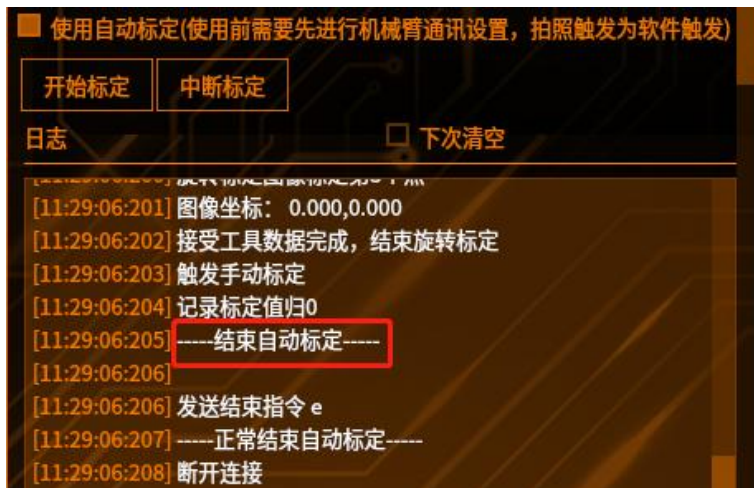 使用自动标定(使用前需要先进行机械臂通讯设置，拍照触发为软件触发)
开始标定 中断标定
日志 下次清空
[11:29:06:201] 图像坐标： 0.000,0.000
[11:29:06:202] 接受工具数据完成，结束旋转标定
[11:29:06:203] 触发手动标定
[11:29:06:204] 记录标定值归0
[11:29:06:205] -----结束自动标定-----
[11:29:06:206]
[11:29:06:206] 发送结束指令 e
[11:29:06:207] -----正常结束自动标定-----
[11:29:06:208] 断开连接